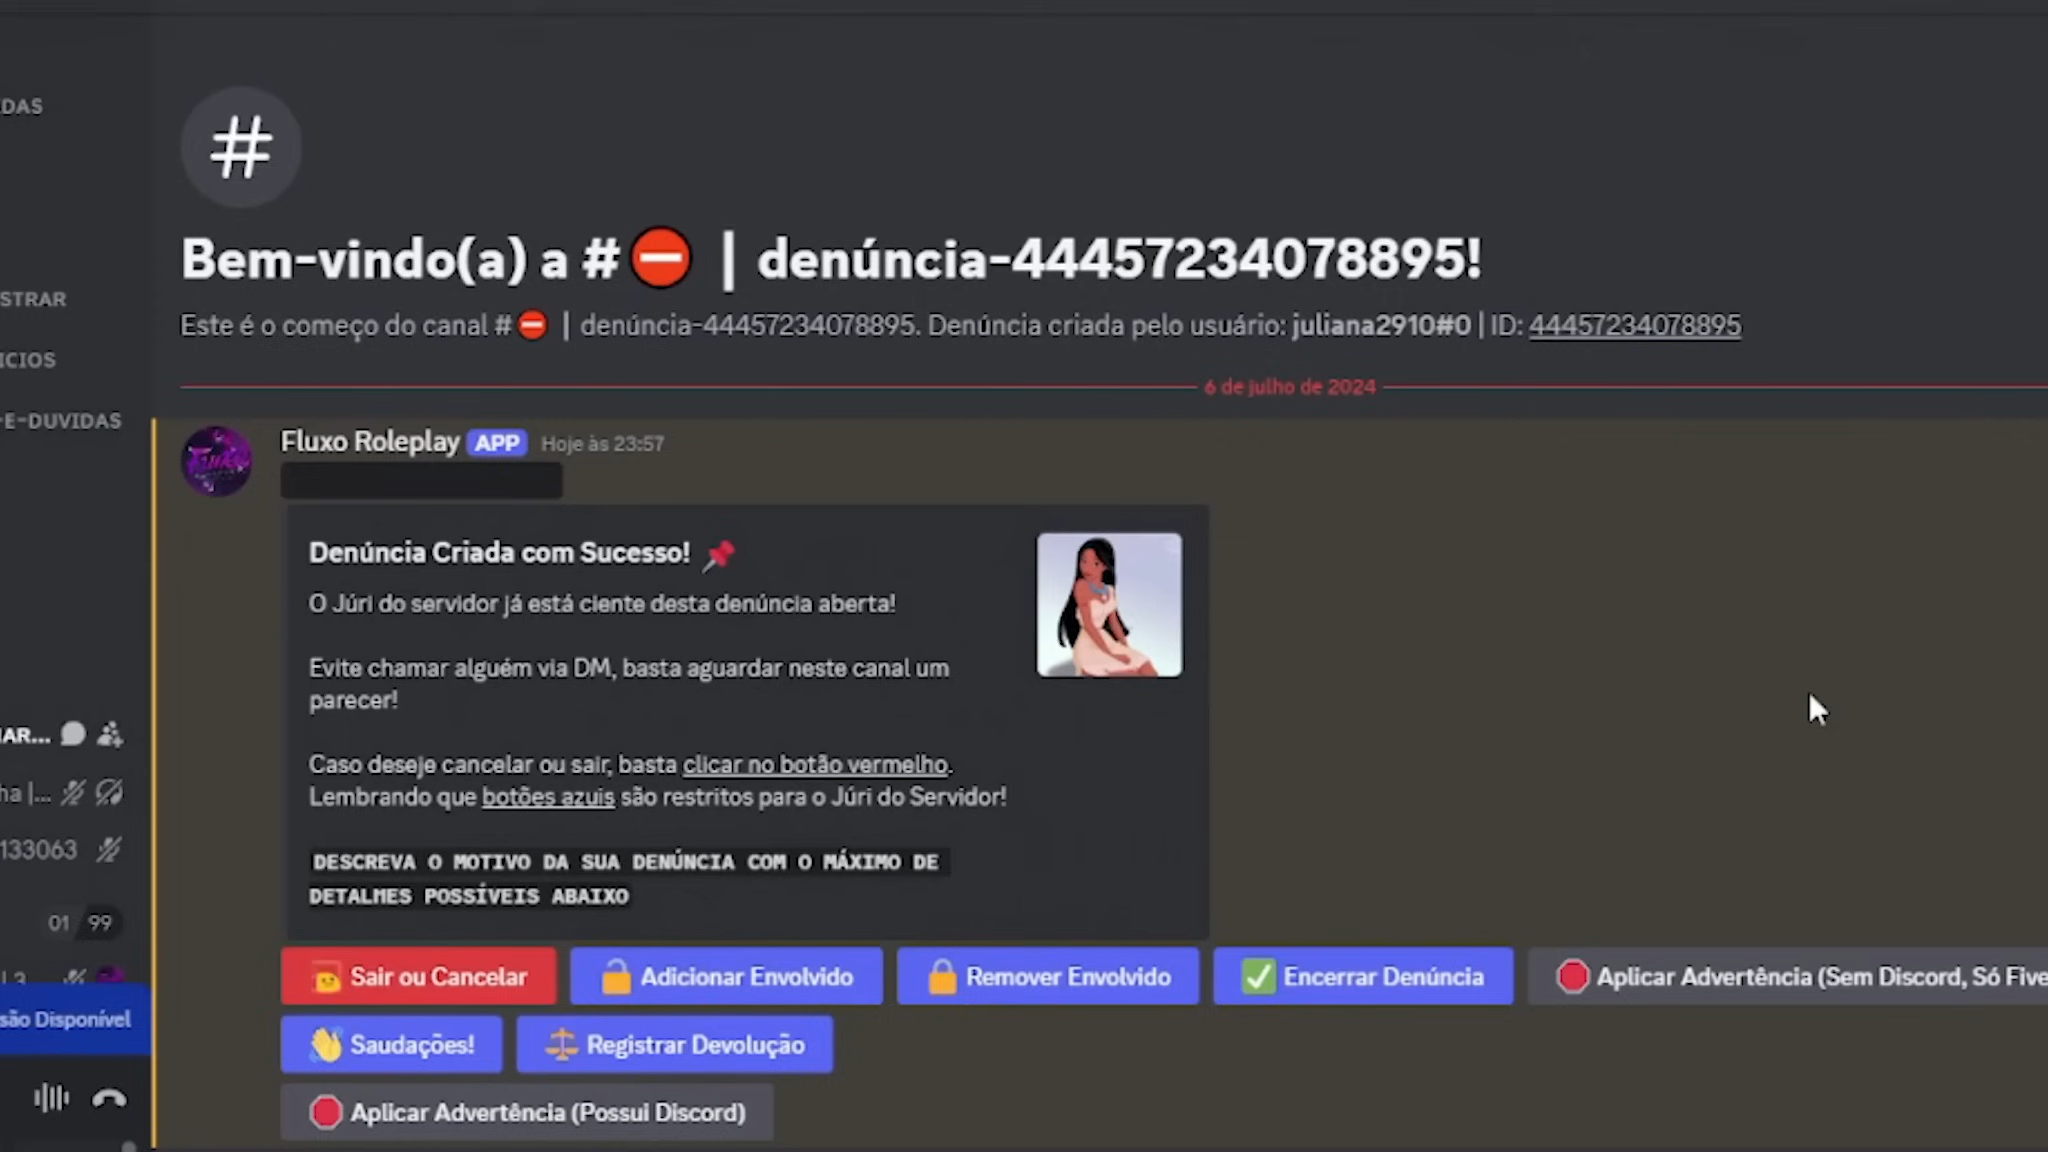 DAS
Bem-vindo(a) a #⛔ | denúncia-44457234078895!
STRAR
Este é o começo do canal #⛔ | denúncia-44457234078895. Denúncia criada pelo usuário: juliana2910#0 | ID: 44457234078895
ICIOS
6 de julho de 2024
-E-DUVIDAS
Fluxo Roleplay APP Hoje às 23:57
Denúncia Criada com Sucesso! 📌
O Júri do servidor já está ciente desta denúncia aberta!
Evite chamar alguém via DM, basta aguardar neste canal um
parecer!
Caso deseje cancelar ou sair, basta clicar no botão vermelho.
Lembrando que botões azuis são restritos para o Júri do Servidor!
DESCREVA O MOTIVO DA SUA DENÚNCIA COM O MÁXIMO DE
DETALHES POSSÍVEIS ABAIXO
AR...
ha |...
133063
01 99
são Disponível
Sair ou Cancelar
Adicionar Envolvido
Remover Envolvido
Encerrar Denúncia
Aplicar Advertência (Sem Discord, Só Five
Saudações!
Registrar Devolução
Aplicar Advertência (Possui Discord)